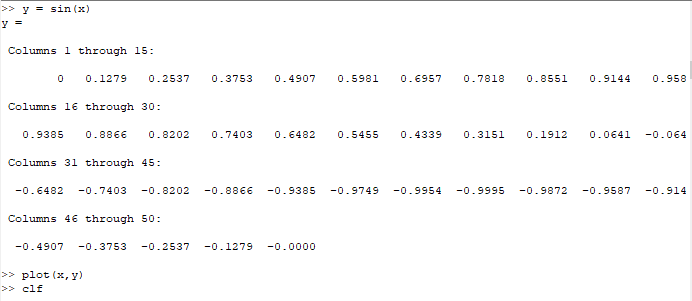 >> y = sin(x)
y =
Columns 1 through 15:
0 0.1279 0.2537 0.3753 0.4907 0.5981 0.6957 0.7818 0.8551 0.9144 0.958
Columns 16 through 30:
0.9385 0.8866 0.8202 0.7403 0.6482 0.5455 0.4339 0.3151 0.1912 0.0641 -0.064
Columns 31 through 45:
-0.6482 -0.7403 -0.8202 -0.8866 -0.9385 -0.9749 -0.9954 -0.9995 -0.9872 -0.9587 -0.914
Columns 46 through 50:
-0.4907 -0.3753 -0.2537 -0.1279 -0.0000
>> plot(x,y)
>> clf